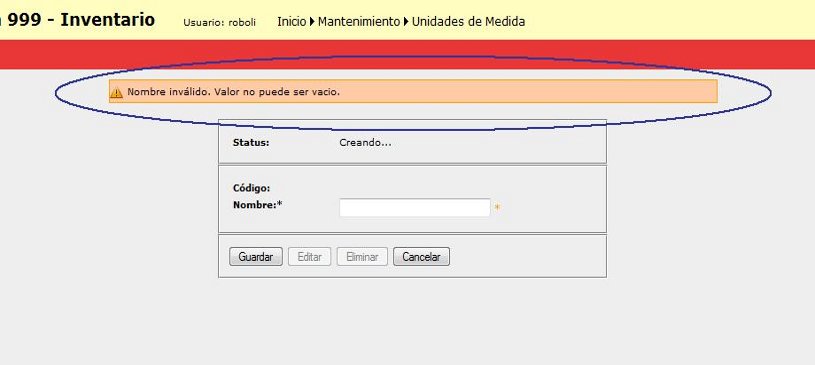 999 - Inventario Usuario: roboli Inicio Mantenimiento Unidades de Medida
Nombre inválido. Valor no puede ser vacio.
Status: Creando...
Código:
Nombre:* *
Guardar Editar Eliminar Cancelar